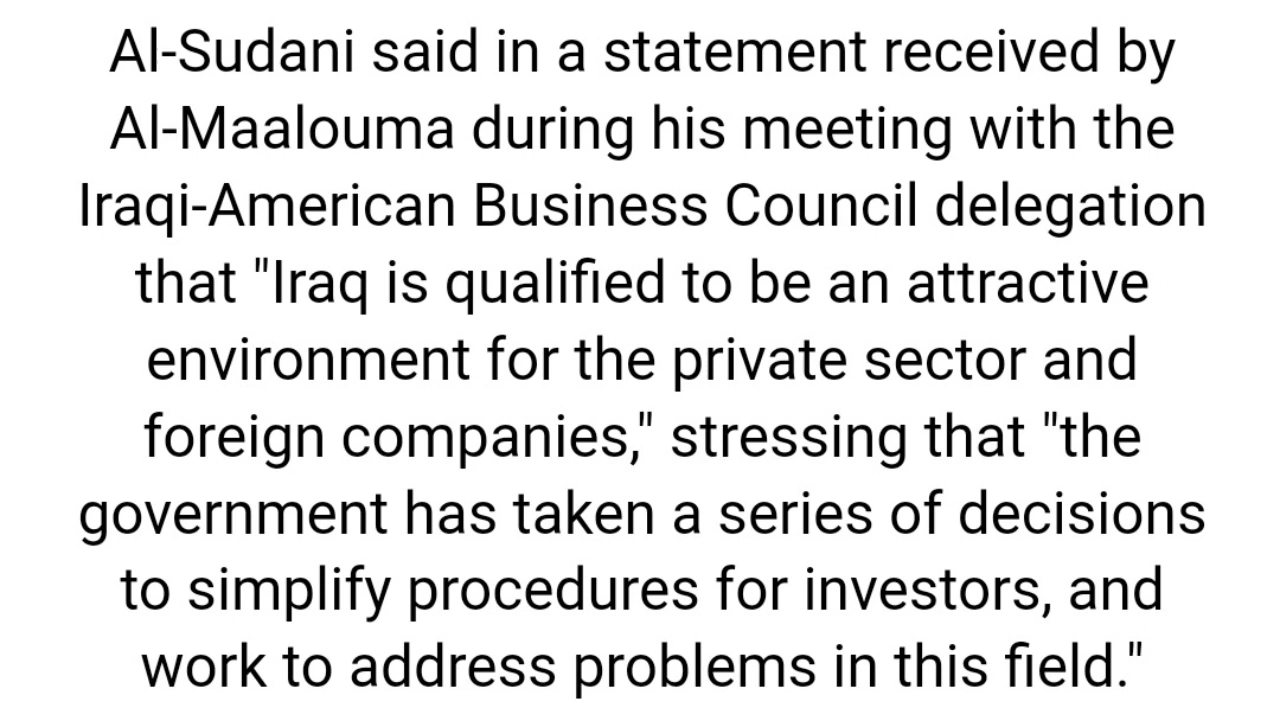 Al-Sudani said in a statement received by
Al-Maalouma during his meeting with the
Iraqi-American Business Council delegation
that "Iraq is qualified to be an attractive
environment for the private sector and
foreign companies," stressing that "the
government has taken a series of decisions
to simplify procedures for investors, and
work to address problems in this field."